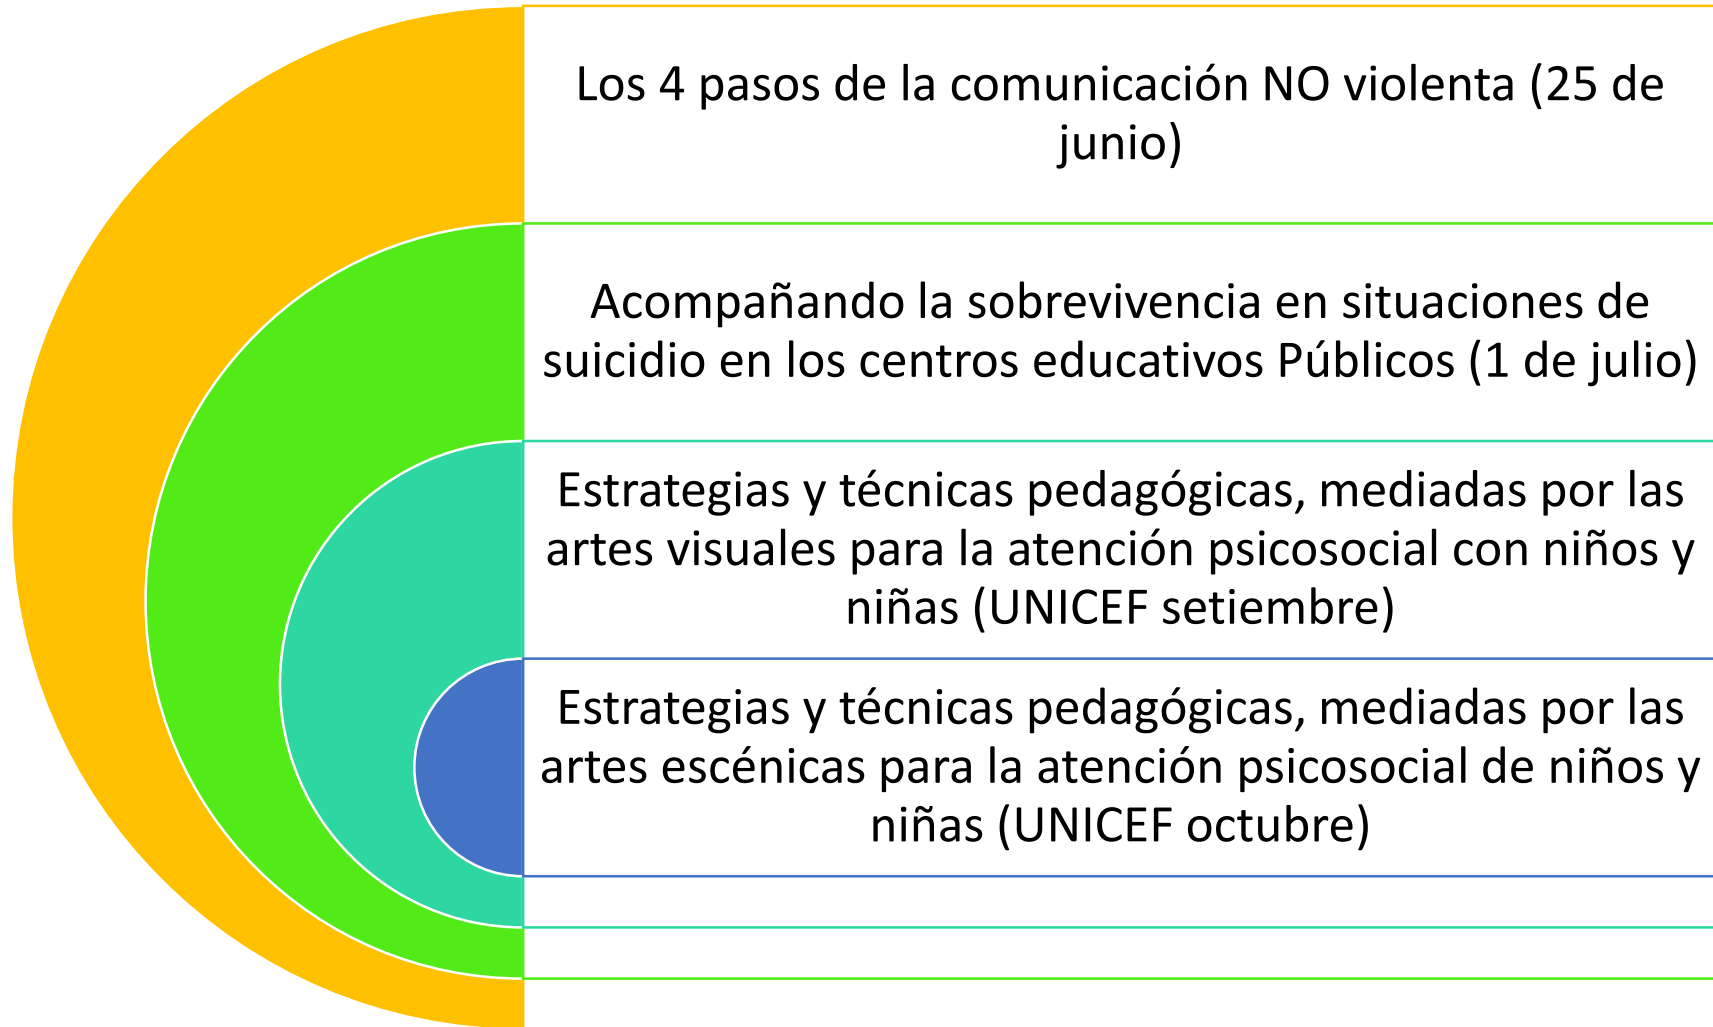 Los 4 pasos de la comunicación NO violenta (25 de
junio)
Acompañando la sobrevivencia en situaciones de
suicidio en los centros educativos Públicos (1 de julio)
Estrategias y técnicas pedagógicas, mediadas por las
artes visuales para la atención psicosocial con niños y
niñas (UNICEF setiembre)
Estrategias y técnicas pedagógicas, mediadas por las
artes escénicas para la atención psicosocial de niños y
niñas (UNICEF octubre)